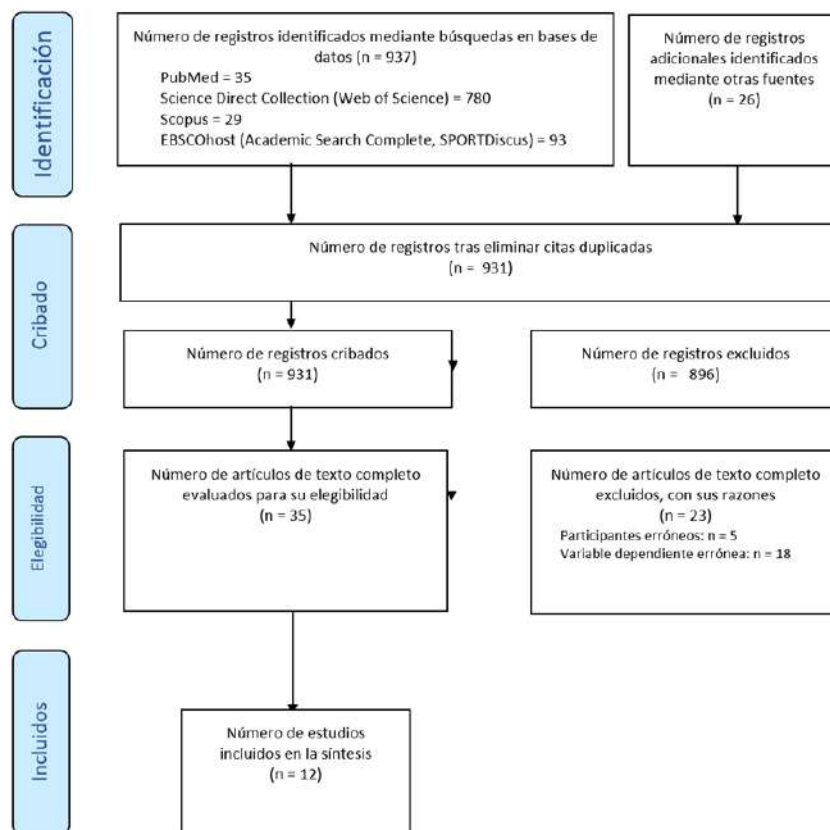 Identificación
Número de registros identificados mediante búsquedas en bases de
datos (n = 937)
PubMed = 35
Science Direct Collection (Web of Science) = 780
Scopus = 29
EBSCOhost (Academic Search Complete, SPORTDiscus) = 93
Número de registros
adicionales identificados
mediante otras fuentes
(n = 26)
Cribado
Número de registros tras eliminar citas duplicadas
(n = 931)
Número de registros cribados
(n = 931)
Número de registros excluidos
(n = 896)
Elegibilidad
Número de artículos de texto completo
evaluados para su elegibilidad
(n = 35)
Número de artículos de texto completo
excluidos, con sus razones
(n = 23)
Participantes erróneos: n = 5
Variable dependiente errónea: n = 18
Incluidos
Número de estudios
incluidos en la síntesis
(n = 12)